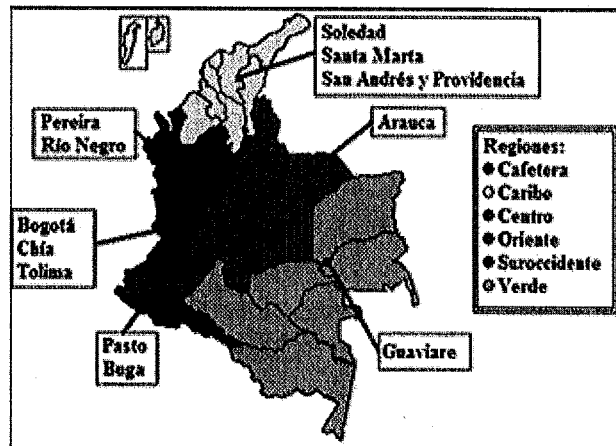 Soledad
Santa Marta
San Andrés y Providencia
Pereira
Río Negro
Arauca
Regiones:
Cafetera
Caribo
Centro
Oriente
Suroccidente
Verde
Bogotá
Chía
Tolima
Pasto
Buga
Guaviare